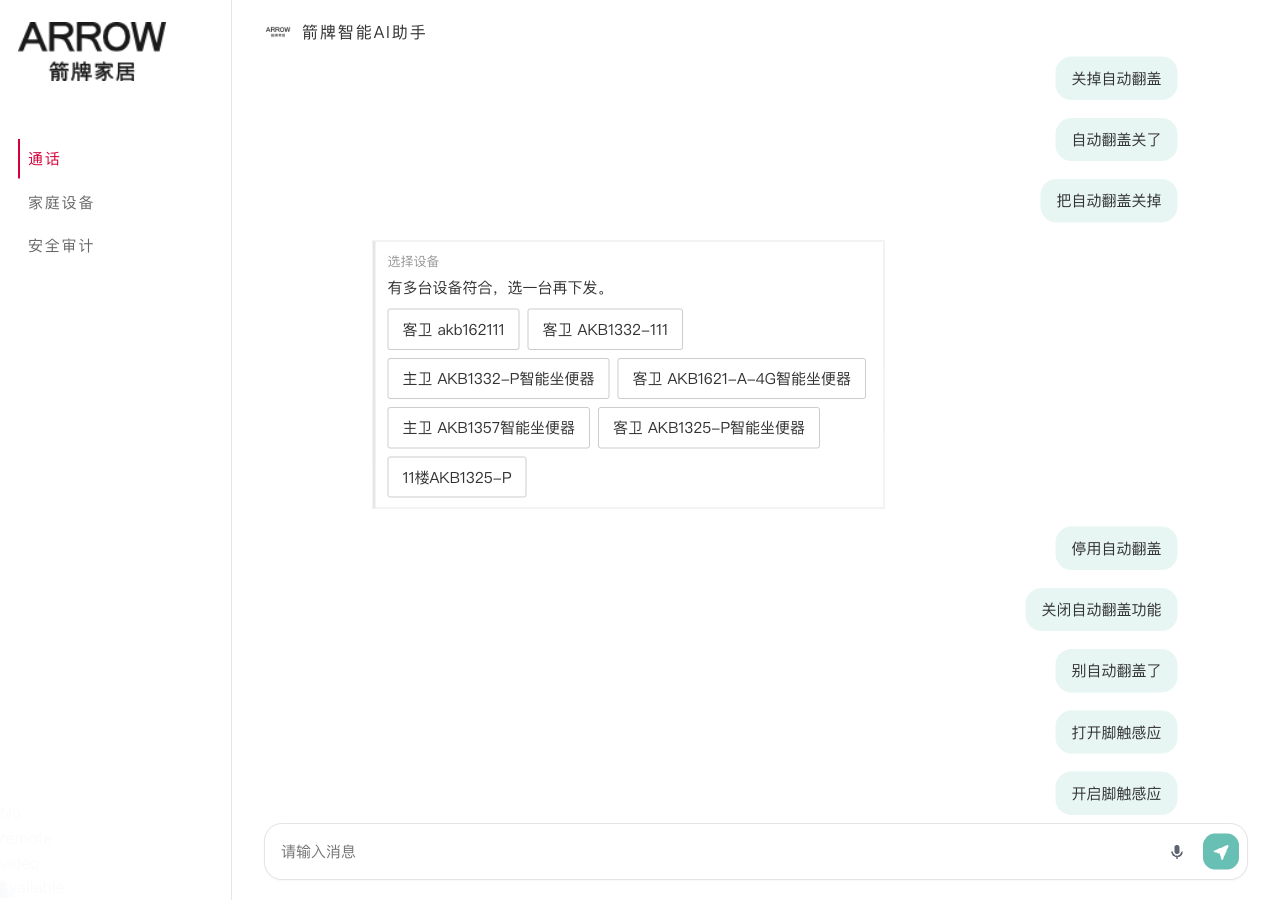 ARROW
箭牌家居
通话
家庭设备
安全审计
ARROW
箭牌智能AI助手
关掉自动翻盖
自动翻盖关了
把自动翻盖关掉
选择设备
有多台设备符合，选一台再下发。
客卫 akb162111
客卫 AKB1332-111
主卫 AKB1332-P智能坐便器
客卫 AKB1621-A-4G智能坐便器
主卫 AKB1357智能坐便器
客卫 AKB1325-P智能坐便器
11楼AKB1325-P
停用自动翻盖
关闭自动翻盖功能
别自动翻盖了
打开脚触感应
开启脚触感应
请输入消息